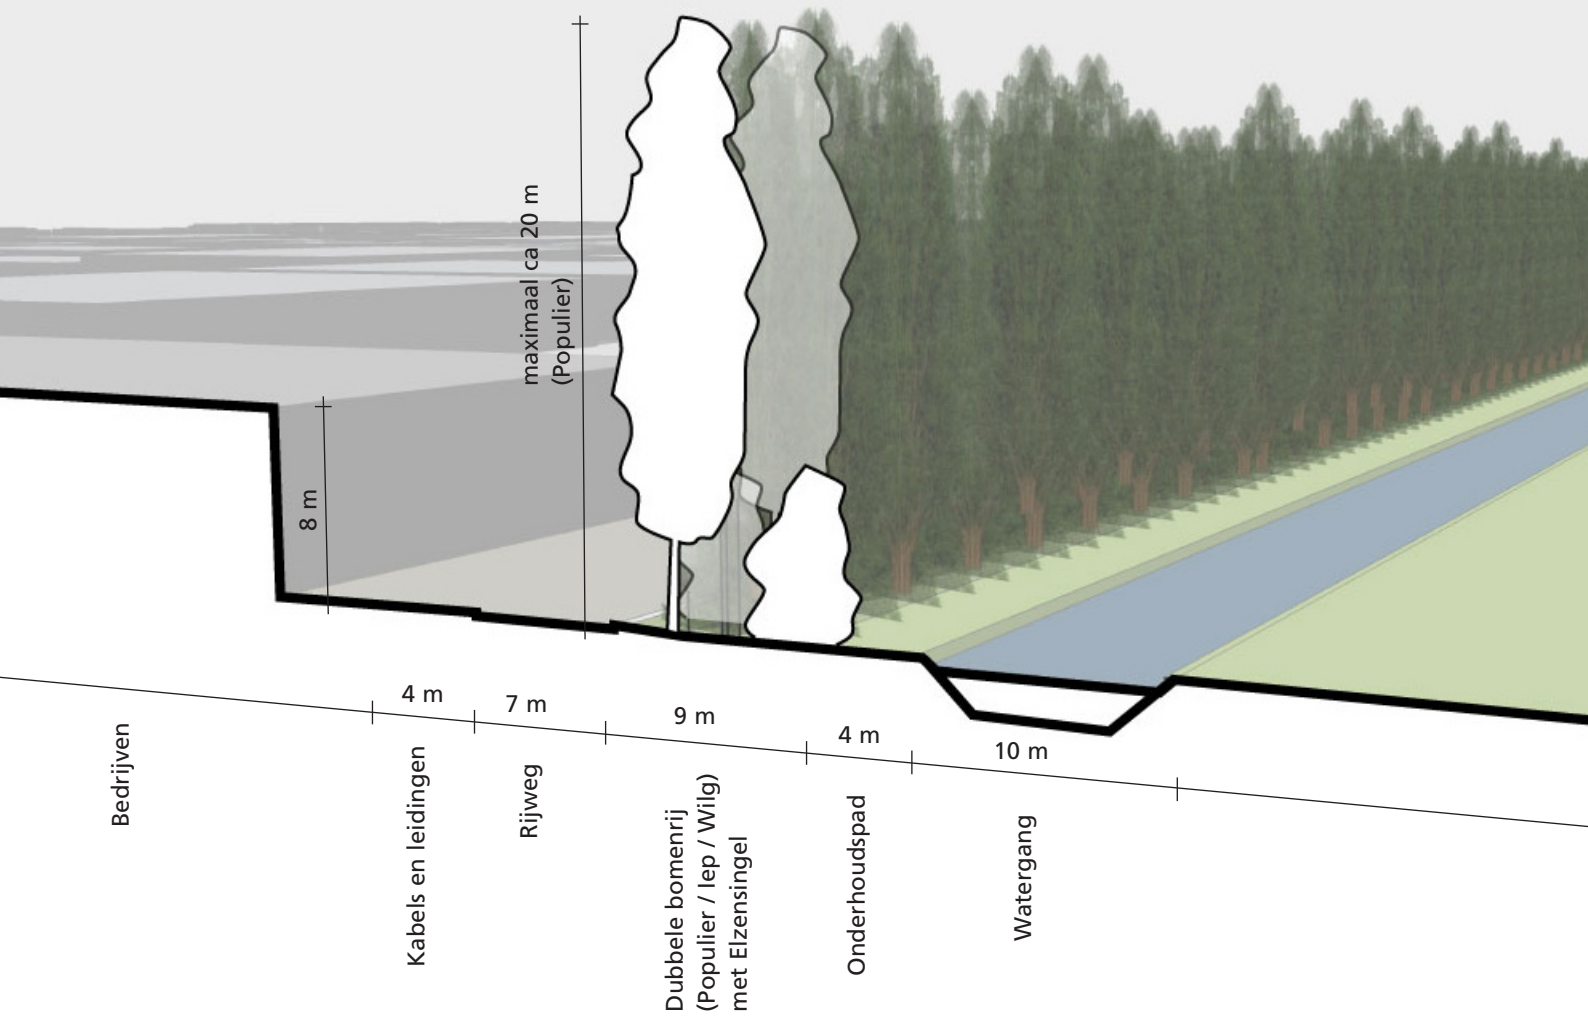 maximaal ca 20 m
(Populier)
8 m
4 m
7 m
9 m
4 m
10 m
Bedrijven
Kabels en leidingen
Rijweg
Dubbele bomenrij
(Populier / Iep / Wilg)
met Elzensingel
Onderhoudspad
Watergang